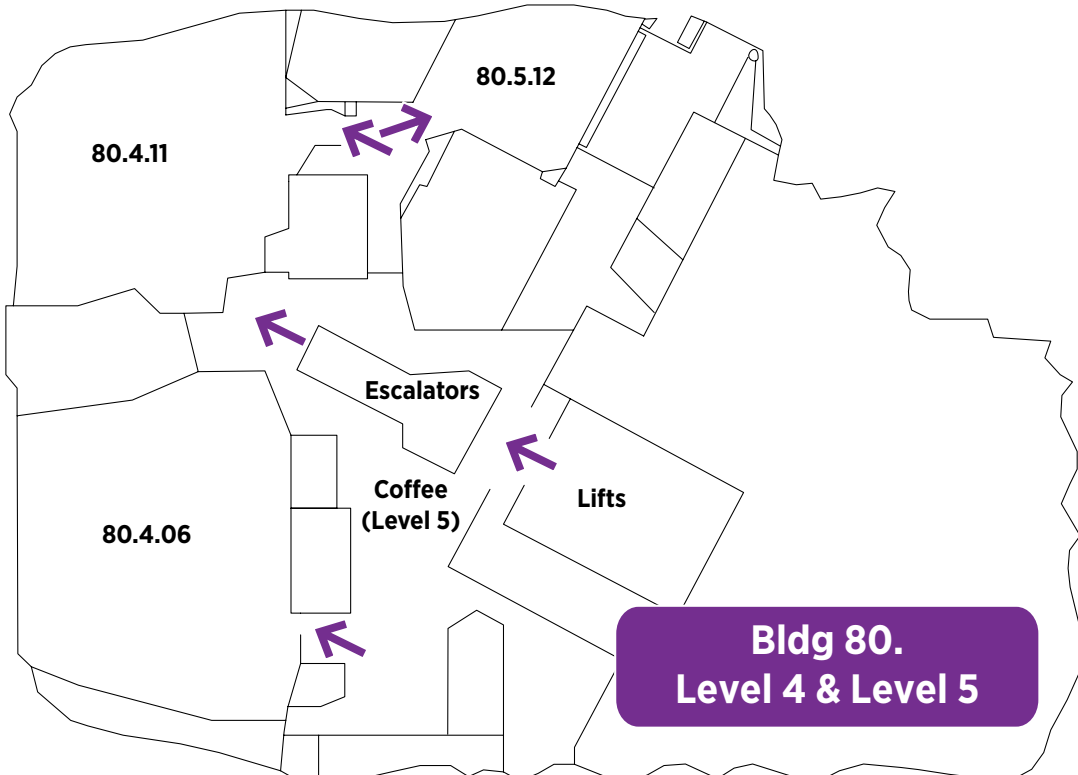 80.5.12
80.4.11
Escalators
Coffee
(Level 5)
Lifts
80.4.06
Bldg 80.
Level 4 & Level 5